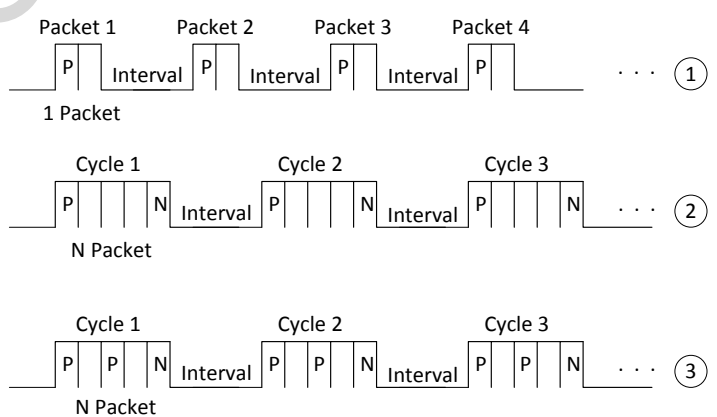 Packet 1 Packet 2 Packet 3 Packet 4
P Interval P Interval P Interval P . . . 1
1 Packet
Cycle 1 Cycle 2 Cycle 3
P N Interval P N Interval P N . . . 2
N Packet
Cycle 1 Cycle 2 Cycle 3
P P N Interval P P N Interval P P N . . . 3
N Packet